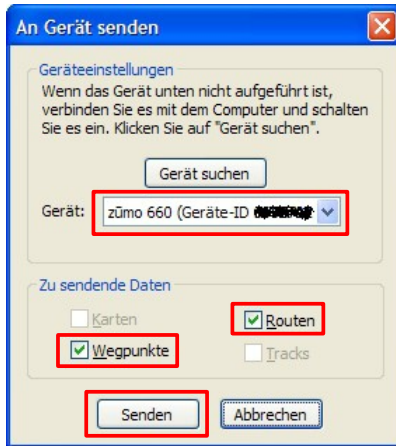 An Gerät senden
Geräteeinstellungen
Wenn das Gerät unten nicht aufgeführt ist,
verbinden Sie es mit dem Computer und schalten
Sie es ein. Klicken Sie auf "Gerät suchen".
Gerät suchen
Gerät: zūmo 660 (Geräte-ID
Zu sendende Daten
Karten Routen
Wegpunkte Tracks
Senden Abbrechen